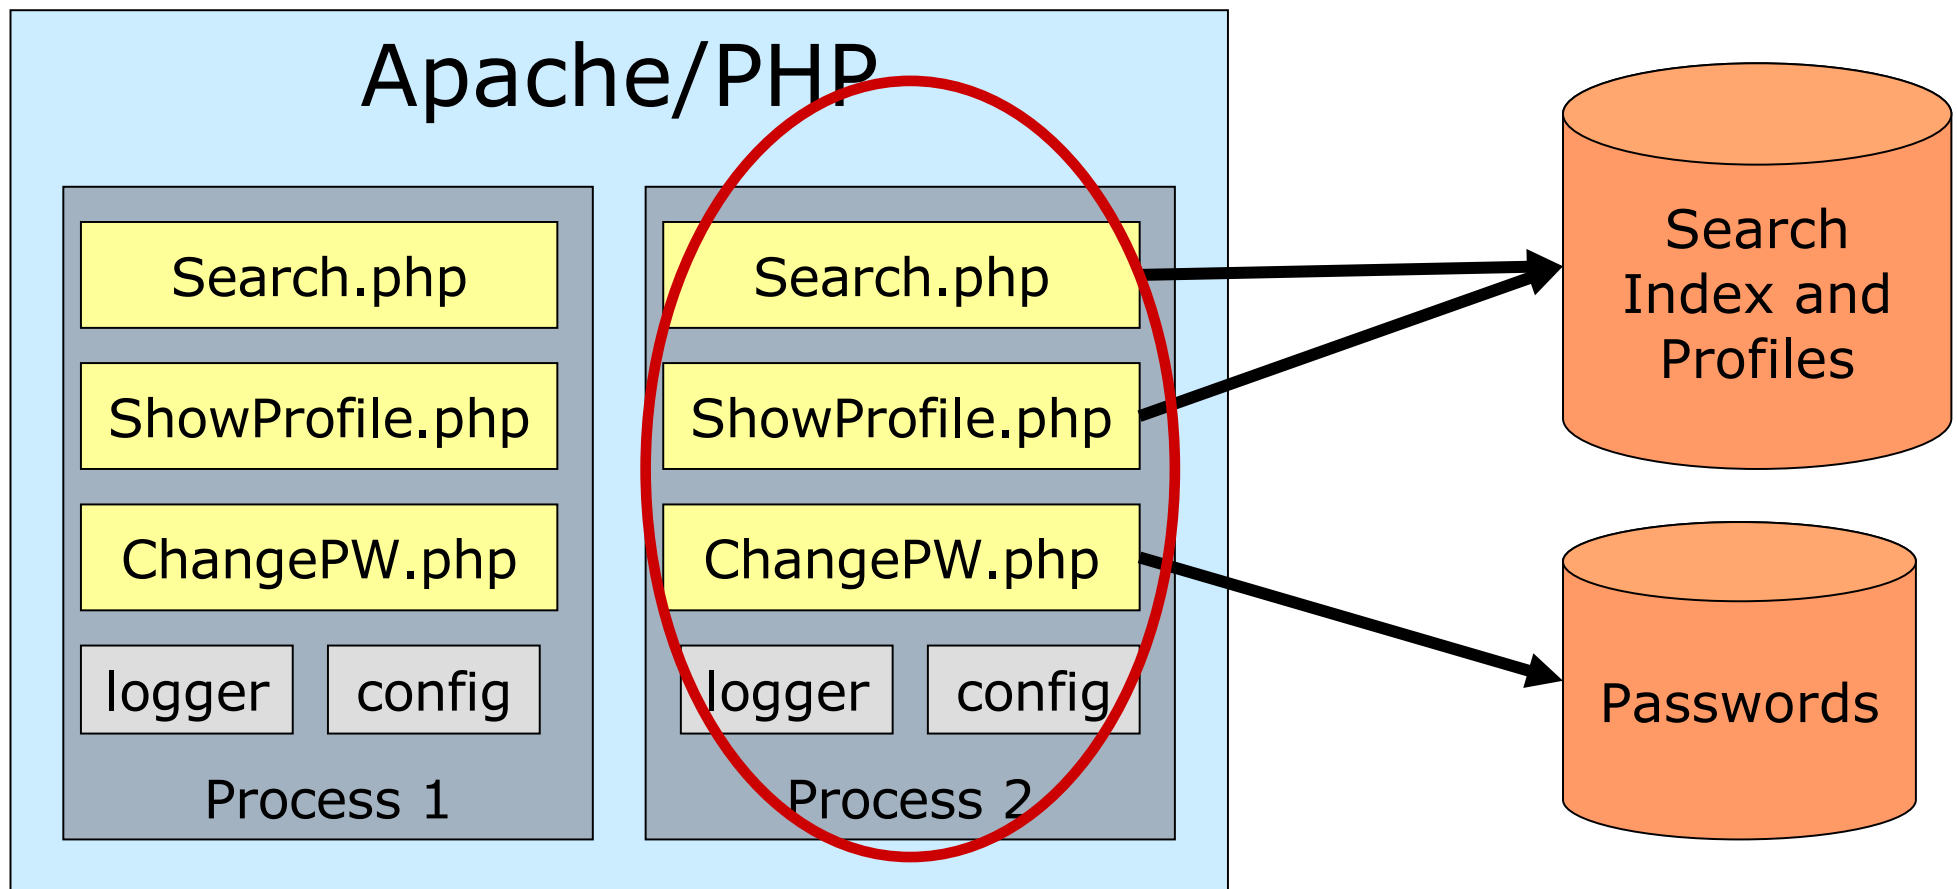 Apache/PHP
Search.php
ShowProfile.php
ChangePW.php
logger
config
Process 1
Search.php
ShowProfile.php
ChangePW.php
logger
config
Process 2
Search
Index and
Profiles
Passwords